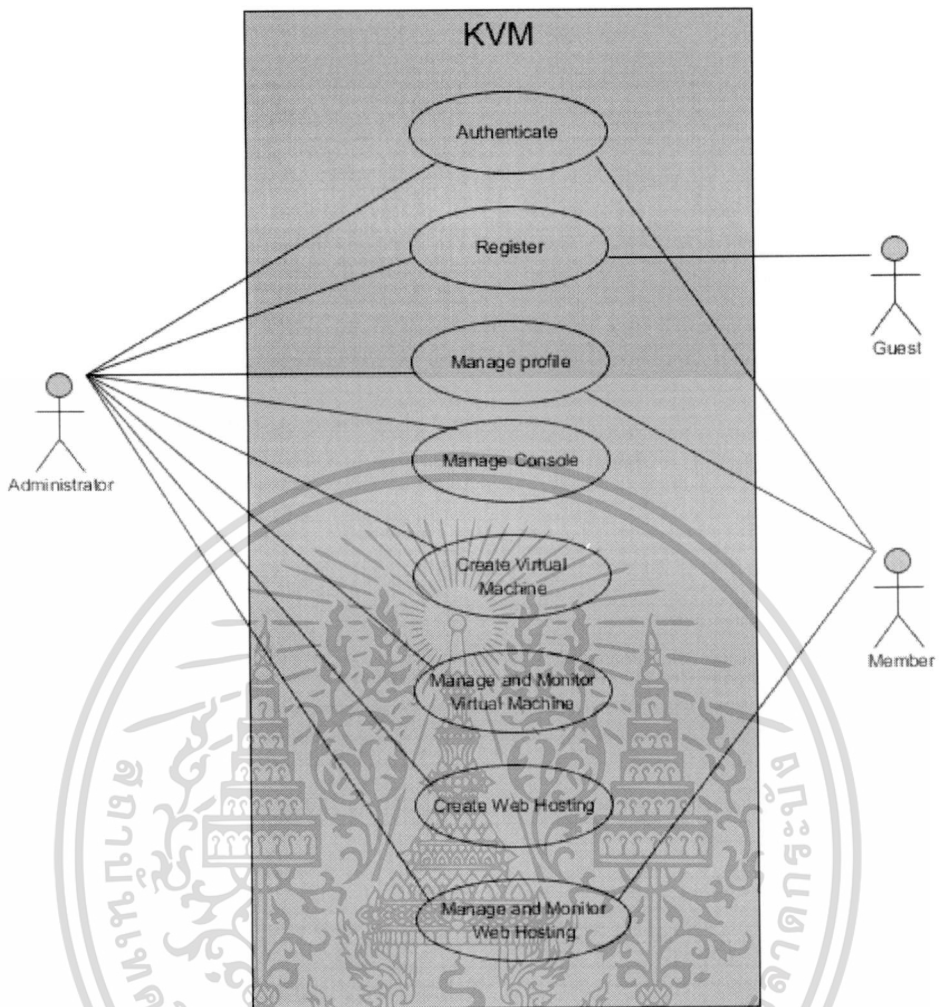 KVM
Authenticate
Register
Guest
Manage profile
Manage Console
Administrator
Create Virtual
Machine
Member
Manage and Monitor
Virtual Machine
Create Web Hosting
Manage and Monitor
Web Hosting